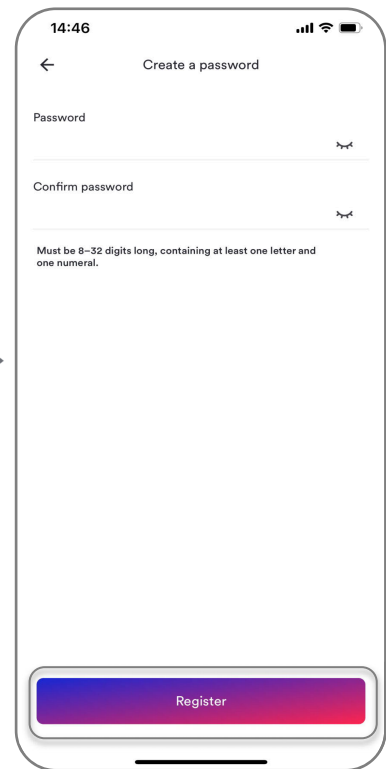 14:46
Create a password
Password
Confirm password
Must be 8–32 digits long, containing at least one letter and
one numeral.
Register